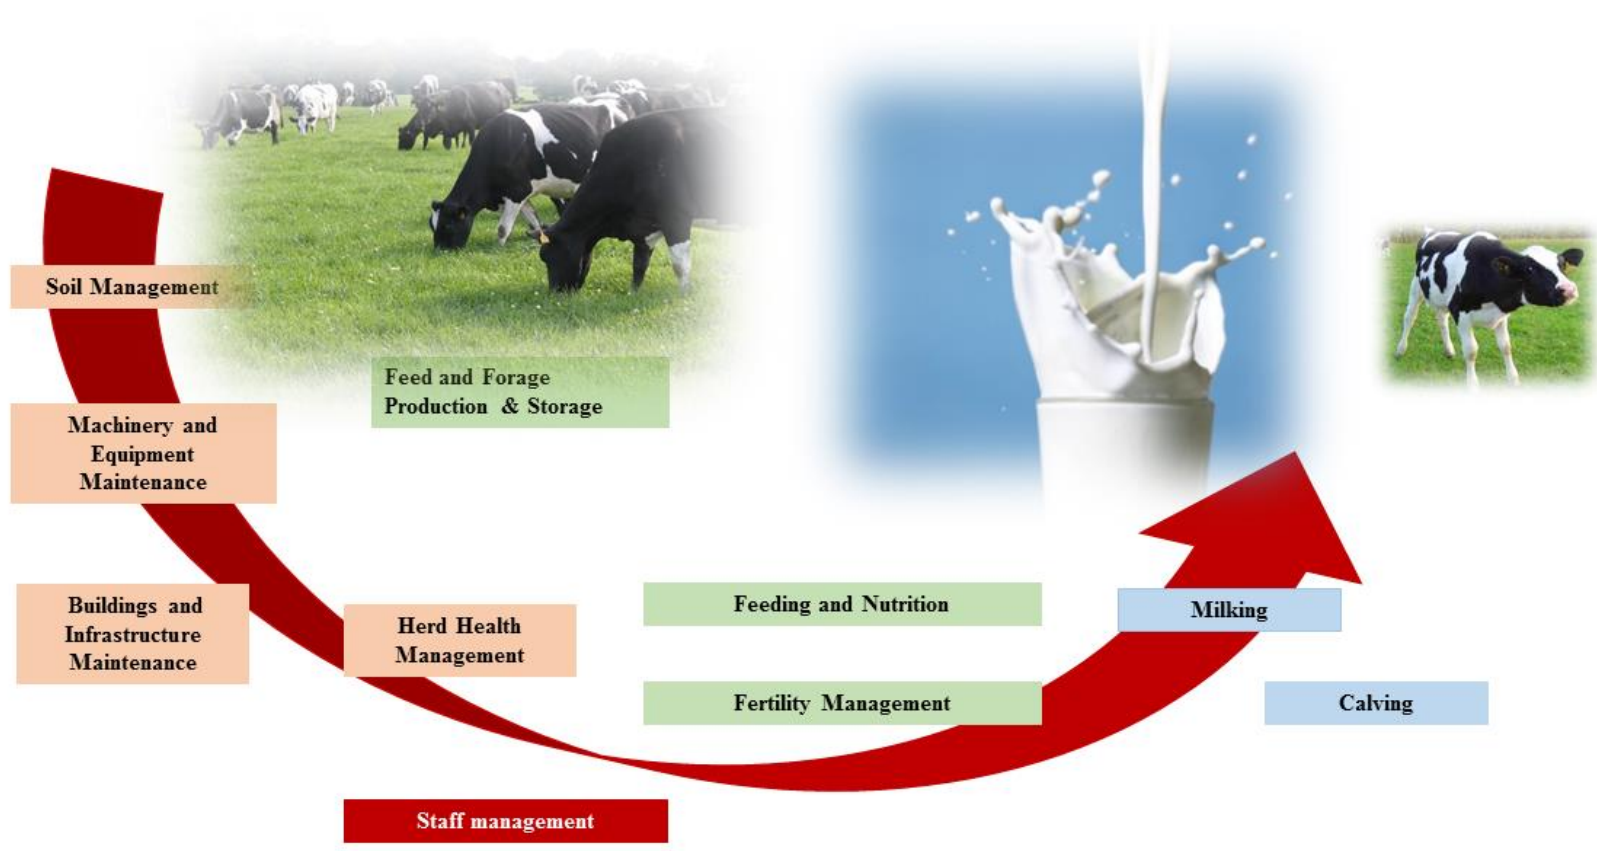 Soil Management
Feed and Forage
Production & Storage
Machinery and
Equipment
Maintenance
Buildings and
Infrastructure
Maintenance
Herd Health
Management
Feeding and Nutrition
Fertility Management
Milking
Calving
Staff management